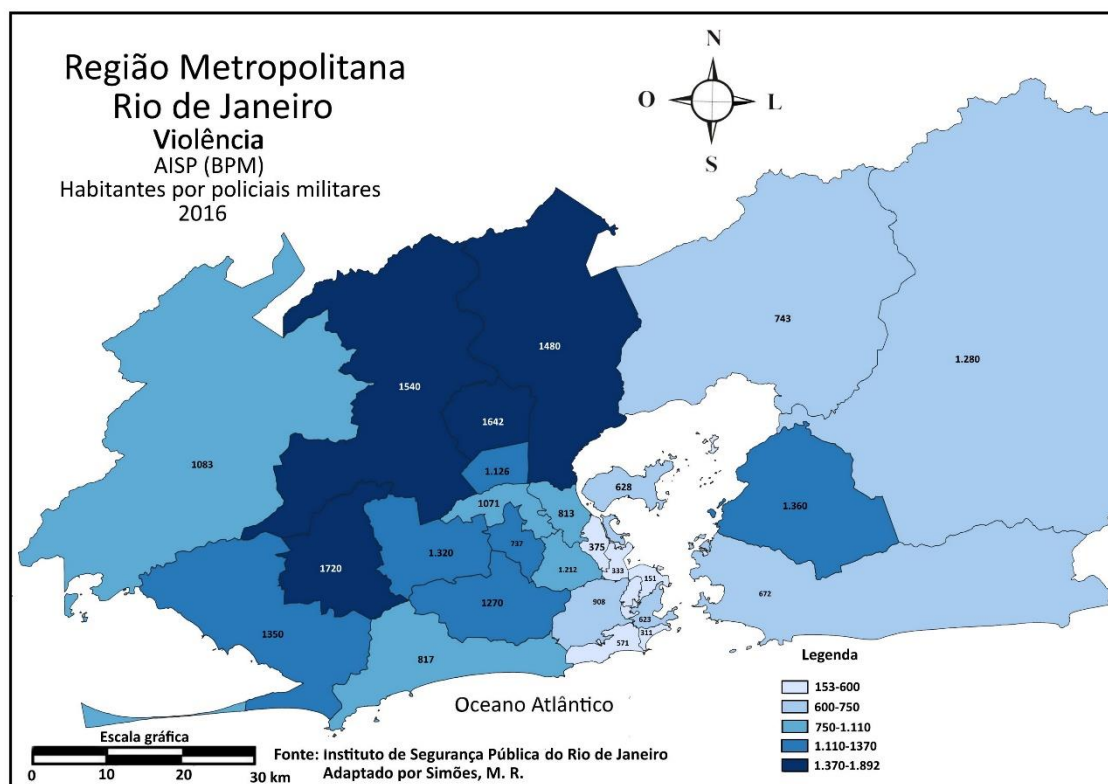 Região Metropolitana
Rio de Janeiro
Violência
AISP (BPM)
Habitantes por policiais militares
2016
N
O
L
S
743
1480
1.280
1540
1642
1083
1.126
628
1071
813
1.360
737
375
1.320
1720
1.212
333
151
672
1270
908
623
1350
311
571
817
Oceano Atlântico
Legenda
153-600
600-750
750-1.110
1.110-1370
1.370-1.892
Escala gráfica
0 10 20 30 km
Fonte: Instituto de Segurança Pública do Rio de Janeiro
Adaptado por Simões, M. R.